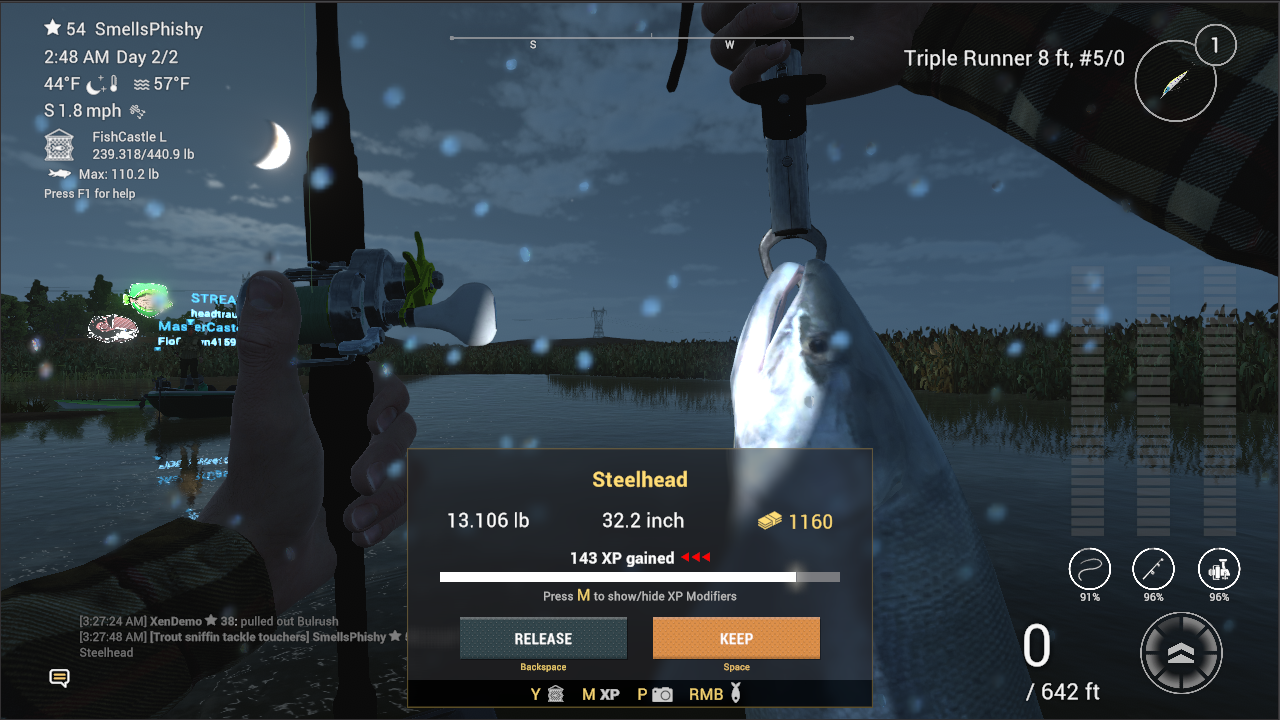 54 SmellsPhishy
2:48 AM Day 2/2
44°F 57°F
S 1.8 mph
FishCastle L
239.318/440.9 lb
Max: 110.2 lb
Press F1 for help
S W
Triple Runner 8 ft, #5/0
1
STREA
headtrau
MasterCaste
Steelhead
13.106 lb 32.2 inch 1160
143 XP gained
Press M to show/hide XP Modifiers
RELEASE KEEP
Backspace Space
Y M XP P RMB
[3:27:24 AM] XenDemo 38: pulled out Bulrush
[3:27:48 AM] [Trout sniffin tackle touchers] SmellsPhishy
Steelhead
91% 96% 96%
0
/ 642 ft